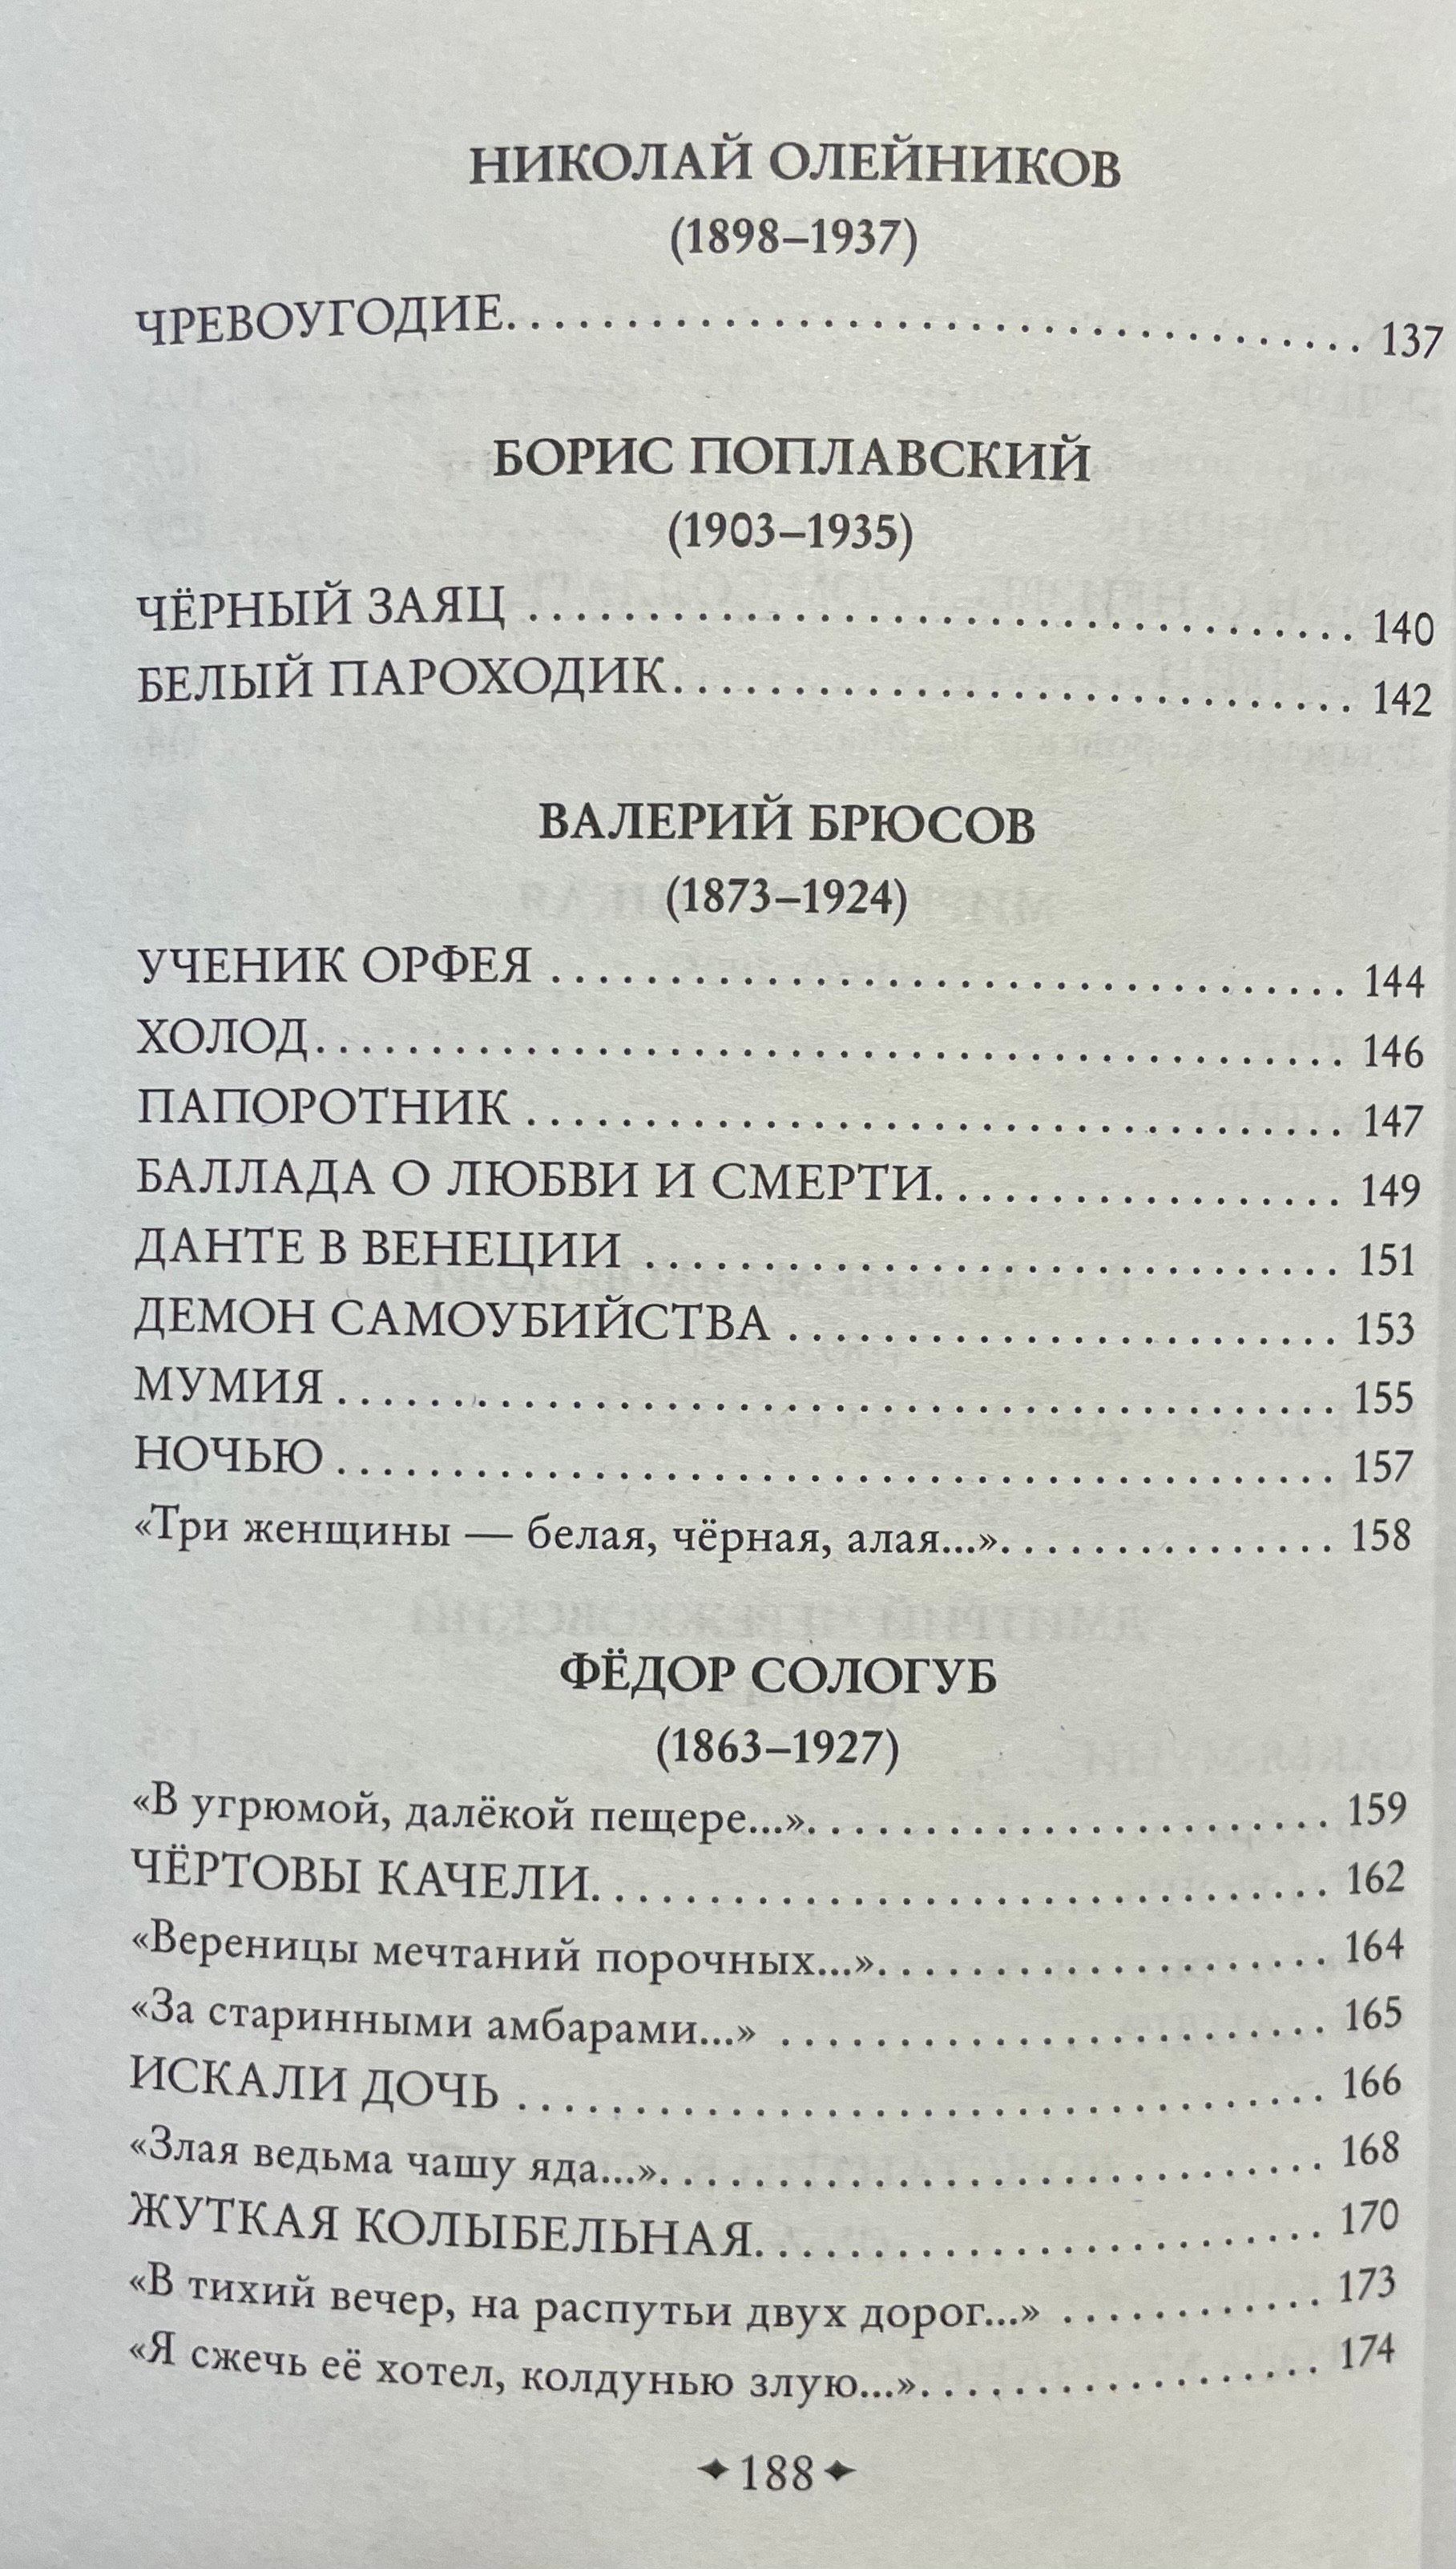 НИКОЛАЙ ОЛЕЙНИКОВ
(1898–1937)
ЧРЕВОУГОДИЕ. . . . . . . . . . . . . . . . . . . . . . . . . . . . . . . . . . . . . 137
БОРИС ПОПЛАВСКИЙ
(1903–1935)
ЧЁРНЫЙ ЗАЯЦ . . . . . . . . . . . . . . . . . . . . . . . . . . . . . . . . . . . . 140
БЕЛЫЙ ПАРОХОДИК. . . . . . . . . . . . . . . . . . . . . . . . . . . . . . 142
ВАЛЕРИЙ БРЮСОВ
(1873–1924)
УЧЕНИК ОРФЕЯ . . . . . . . . . . . . . . . . . . . . . . . . . . . . . . . . . . 144
ХОЛОД. . . . . . . . . . . . . . . . . . . . . . . . . . . . . . . . . . . . . . . . . . . . 146
ПАПОРОТНИК . . . . . . . . . . . . . . . . . . . . . . . . . . . . . . . . . . . 147
БАЛЛАДА О ЛЮБВИ И СМЕРТИ. . . . . . . . . . . . . . . . . . 149
ДАНТЕ В ВЕНЕЦИИ . . . . . . . . . . . . . . . . . . . . . . . . . . . . . . 151
ДЕМОН САМОУБИЙСТВА . . . . . . . . . . . . . . . . . . . . . . . . 153
МУМИЯ . . . . . . . . . . . . . . . . . . . . . . . . . . . . . . . . . . . . . . . . . . . 155
НОЧЬЮ . . . . . . . . . . . . . . . . . . . . . . . . . . . . . . . . . . . . . . . . . . . 157
«Три женщины — белая, чёрная, алая...». . . . . . . . . . . . . . . 158
ФЁДОР СОЛОГУБ
(1863–1927)
«В угрюмой, далёкой пещере...». . . . . . . . . . . . . . . . . . . . . . . 159
ЧЁРТОВЫ КАЧЕЛИ. . . . . . . . . . . . . . . . . . . . . . . . . . . . . . . . 162
«Вереницы мечтаний порочных...». . . . . . . . . . . . . . . . . . . . 164
«За старинными амбарами...» . . . . . . . . . . . . . . . . . . . . . . . . 165
ИСКАЛИ ДОЧЬ . . . . . . . . . . . . . . . . . . . . . . . . . . . . . . . . . . . 166
«Злая ведьма чашу яда...». . . . . . . . . . . . . . . . . . . . . . . . . . . . . 168
ЖУТКАЯ КОЛЫБЕЛЬНАЯ. . . . . . . . . . . . . . . . . . . . . . . . . 170
«В тихий вечер, на распутьи двух дорог...» . . . . . . . . . . . . 173
«Я сжечь её хотел, колдунью злую...». . . . . . . . . . . . . . . . . . 174
✦188✦